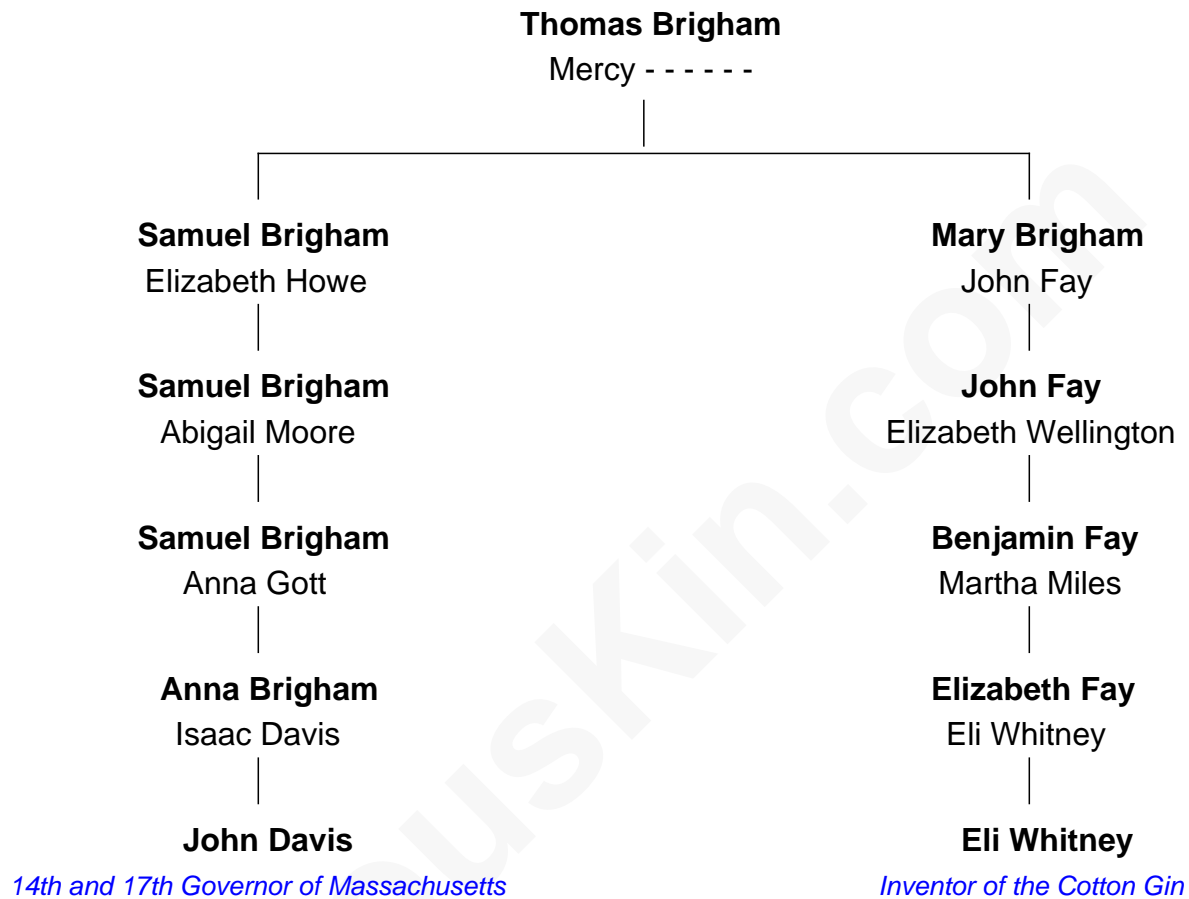 Thomas Brigham
Mercy - - - - - -
Samuel Brigham
Elizabeth Howe
Mary Brigham
John Fay
Samuel Brigham
Abigail Moore
John Fay
Elizabeth Wellington
Samuel Brigham
Anna Gott
Benjamin Fay
Martha Miles
Anna Brigham
Isaac Davis
Elizabeth Fay
Eli Whitney
John Davis
14th and 17th Governor of Massachusetts
Eli Whitney
Inventor of the Cotton Gin
usKin.com